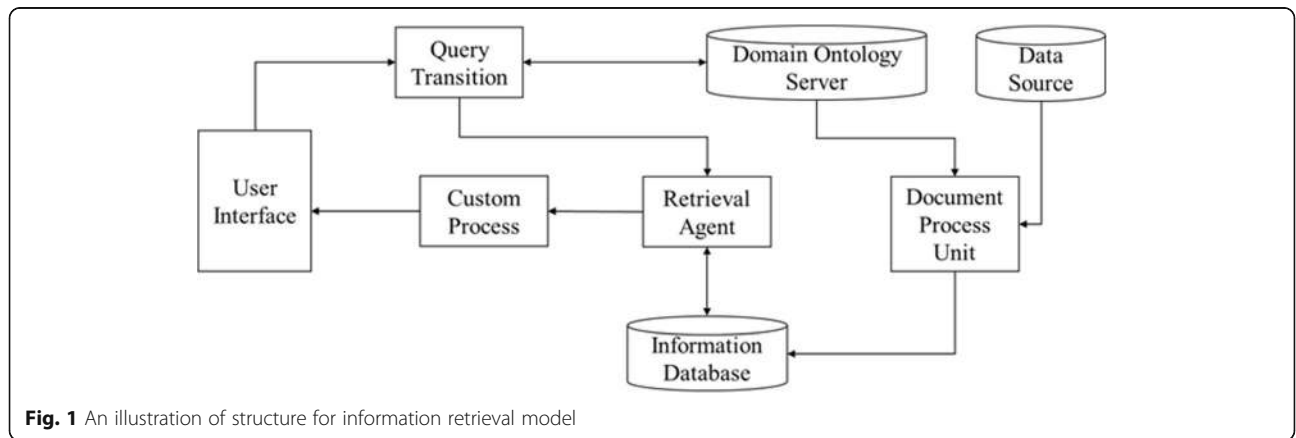 Query
Transition
Domain Ontology
Server
Data
Source
User
Interface
Custom
Process
Retrieval
Agent
Document
Process
Unit
Information
Database
Fig. 1 An illustration of structure for information retrieval model